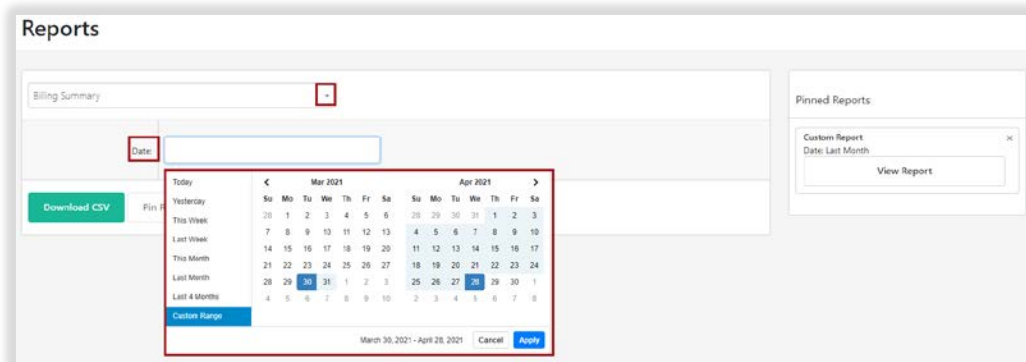 Reports
Billing Summary
Pinned Reports:
Date:
Custom Report ×
Date: Last Month
View Report
Download CSV Pin R
Today
Yesterday
This Week
Last Week
This Month
Last Month
Last 4 Months
Custom Range
Mar 2021
Su Mo Tu We Th Fr Sa
28 1 2 3 4 5 6
7 8 9 10 11 12 13
14 15 16 17 18 19 20
21 22 23 24 25 26 27
28 29 30 31 1 2 3
4 5 6 7 8 9 10
Apr 2021
Su Mo Tu We Th Fr Sa
28 29 30 31 1 2 3
4 5 6 7 8 9 10
11 12 13 14 15 16 17
18 19 20 21 22 23 24
25 26 27 28 29 30 1
2 3 4 5 6 7 8
March 30, 2021 - April 28, 2021 Cancel Apply